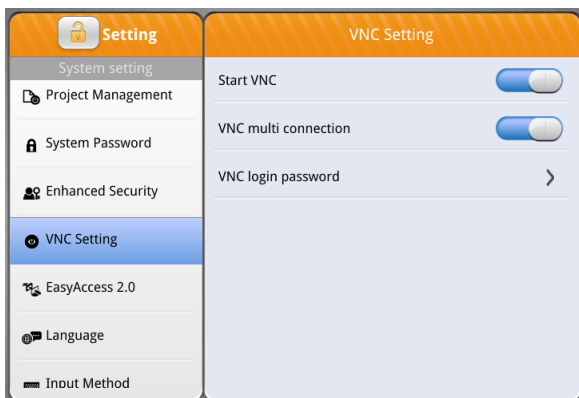 Setting
System setting
Project Management
System Password
Enhanced Security
VNC Setting
EasyAccess 2.0
Language
Input Method
VNC Setting
Start VNC
VNC multi connection
VNC login password